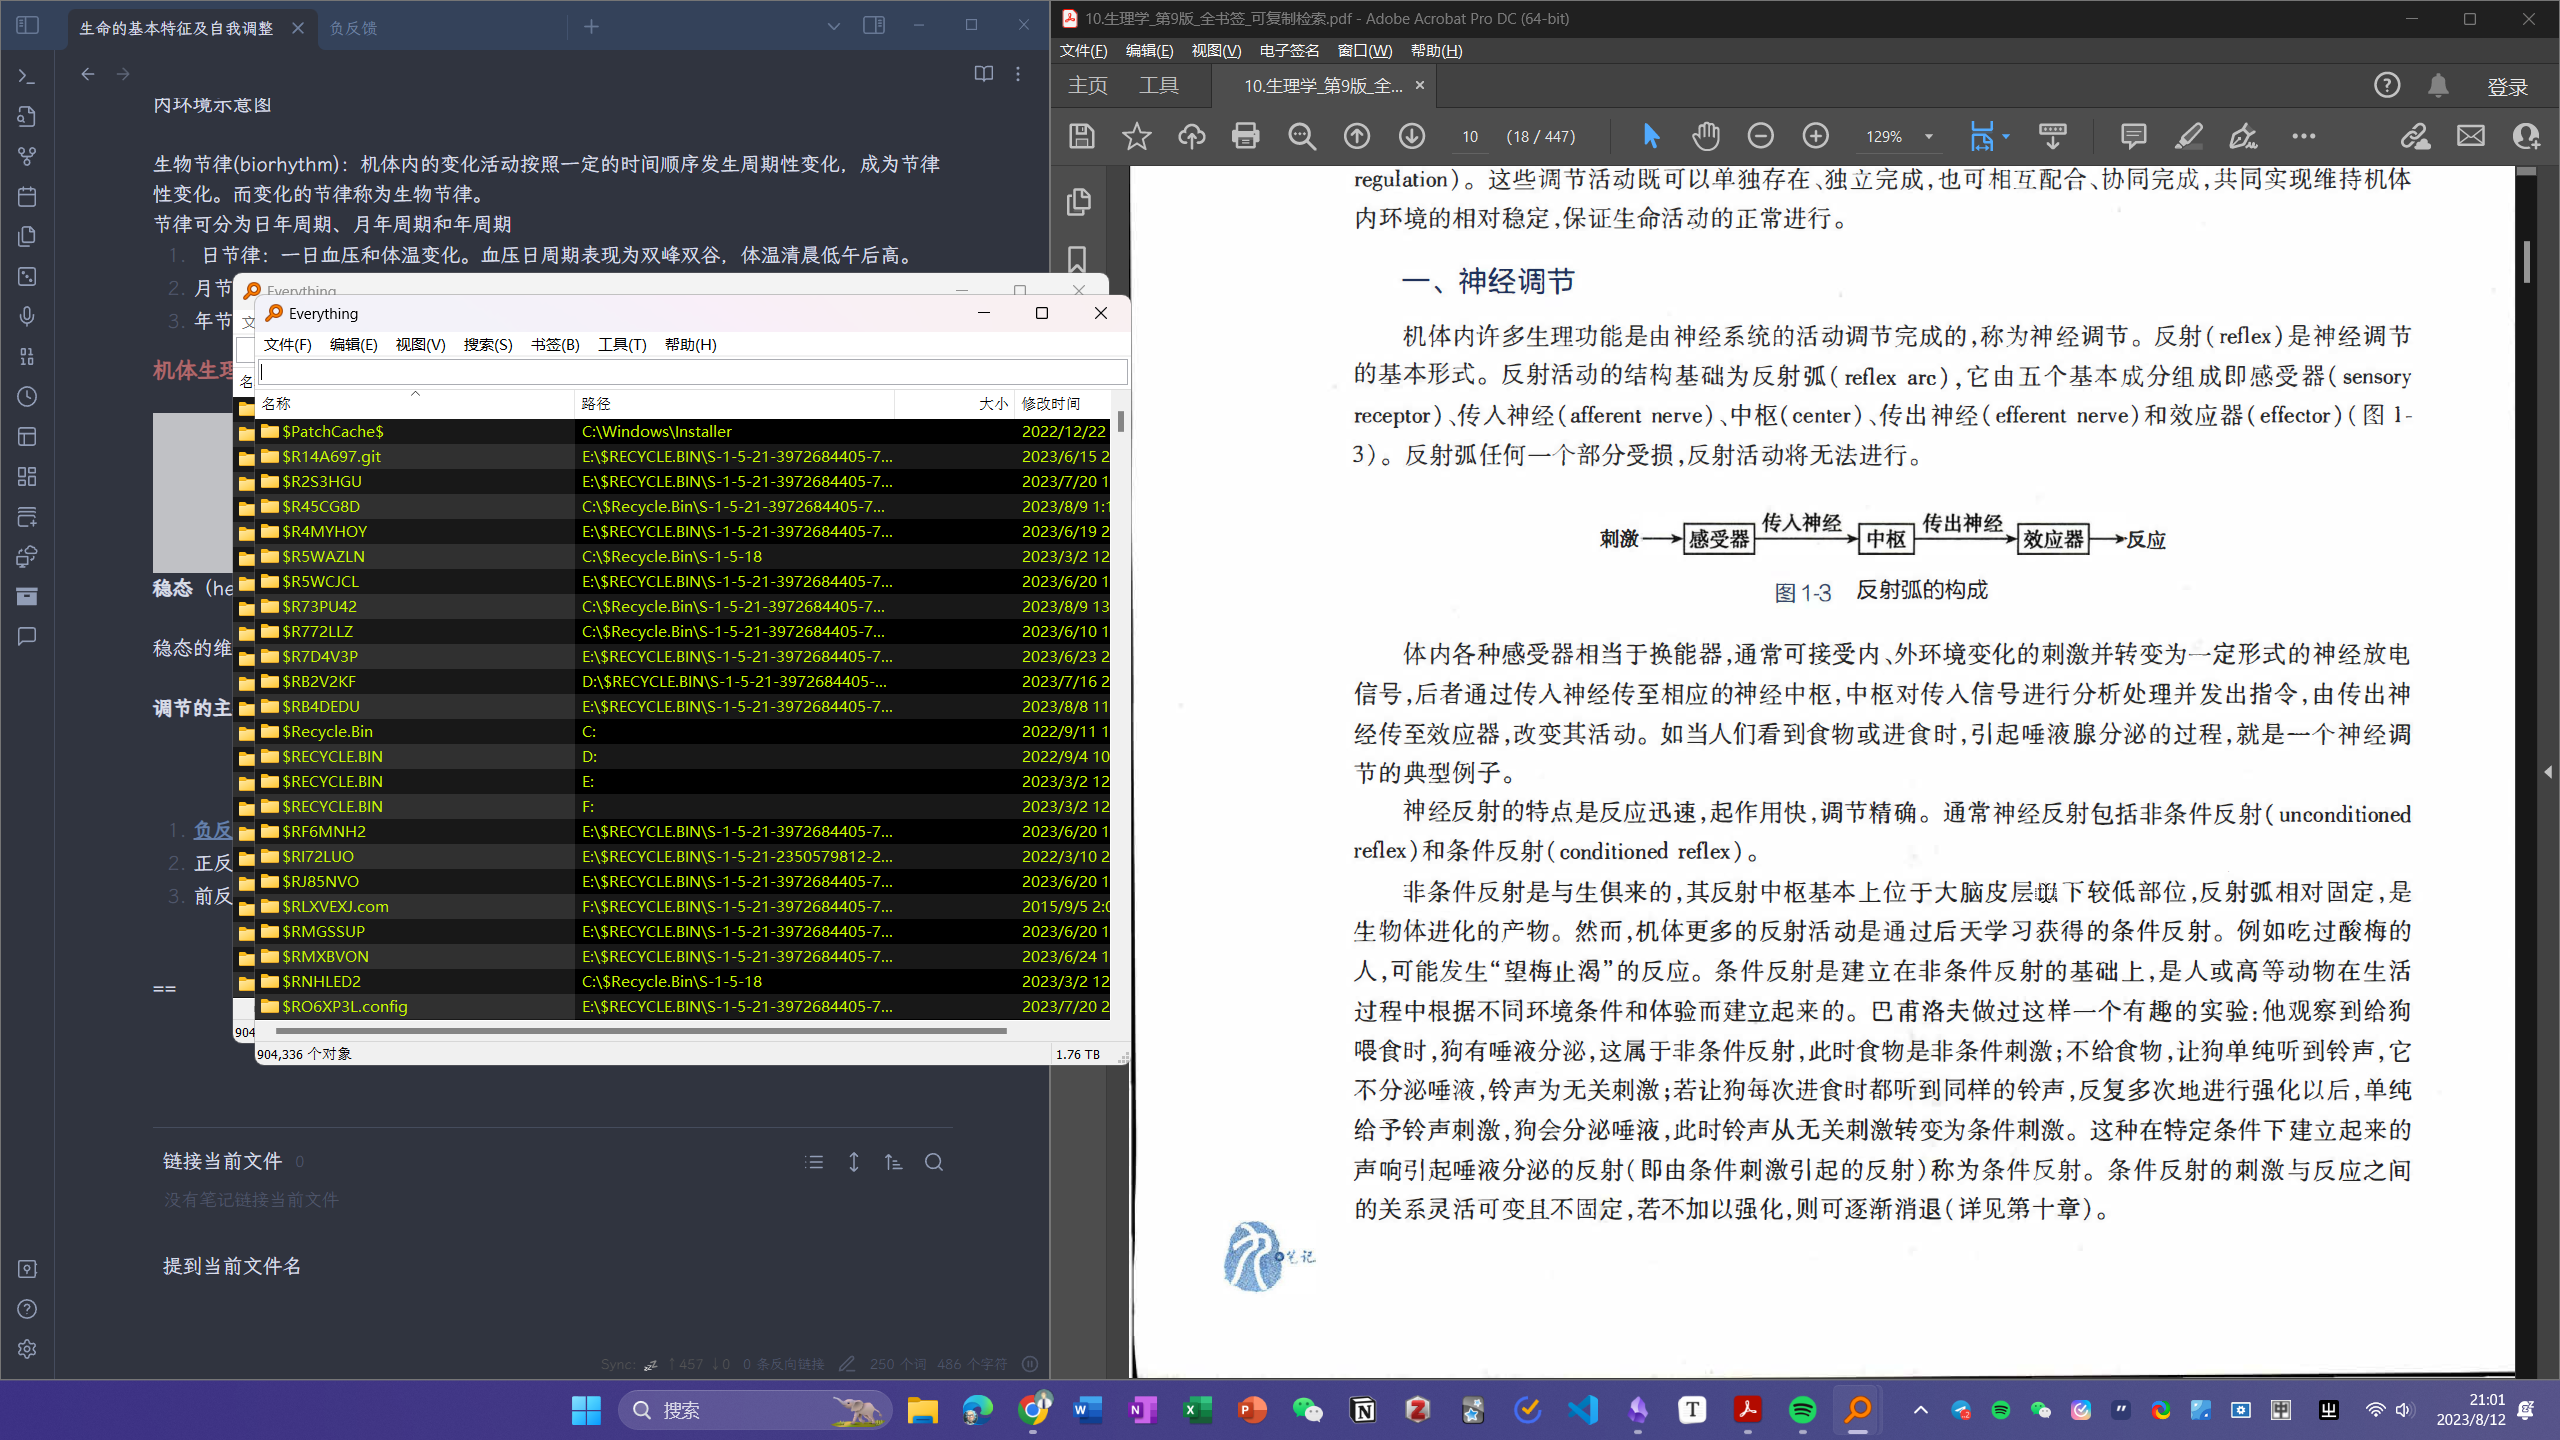 生命的基本特征及自我调整
负反馈
内环境示意图
生物节律(biorhythm)：机体内的变化活动按照一定的时间顺序发生周期性变化，成为节律
性变化。而变化的节律称为生物节律。
节律可分为日年周期、月年周期和年周期
1. 日节律：一日血压和体温变化。血压日周期表现为双峰双谷，体温清晨低午后高。
2. 月节
3. 年节
机体生理
稳态（he
稳态的维
调节的主
1. 负反
2. 正反
3. 前反
==
链接当前文件 0
没有笔记链接当前文件
提到当前文件名
Sync: ↑457 ↓0 0 条反向链接 250 个词 486 个字符
Everything
904
Everything
文件(F) 编辑(E) 视图(V) 搜索(S) 书签(B) 工具(T) 帮助(H)
名称 路径 大小 修改时间
$PatchCache$ C:\Windows\Installer 2022/12/22
$R14A697.git E:\$RECYCLE.BIN\S-1-5-21-3972684405-7... 2023/6/15 2
$R2S3HGU E:\$RECYCLE.BIN\S-1-5-21-3972684405-7... 2023/7/20 1
$R45CG8D C:\$Recycle.Bin\S-1-5-21-3972684405-7... 2023/8/9 1:1
$R4MYHOY E:\$RECYCLE.BIN\S-1-5-21-3972684405-7... 2023/6/19 2
$R5WAZLN C:\$Recycle.Bin\S-1-5-18 2023/3/2 12
$R5WCJCL E:\$RECYCLE.BIN\S-1-5-21-3972684405-7... 2023/6/20 1
$R73PU42 C:\$Recycle.Bin\S-1-5-21-3972684405-7... 2023/8/9 13
$R772LLZ C:\$Recycle.Bin\S-1-5-21-3972684405-7... 2023/6/10 1
$R7D4V3P E:\$RECYCLE.BIN\S-1-5-21-3972684405-7... 2023/6/23 2
$RB2V2KF D:\$RECYCLE.BIN\S-1-5-21-3972684405-... 2023/7/16 2
$RB4DEDU E:\$RECYCLE.BIN\S-1-5-21-3972684405-7... 2023/8/8 11
$Recycle.Bin C: 2022/9/11 1
$RECYCLE.BIN D: 2022/9/4 10
$RECYCLE.BIN E: 2023/3/2 12
$RECYCLE.BIN F: 2023/3/2 12
$RF6MNH2 E:\$RECYCLE.BIN\S-1-5-21-3972684405-7... 2023/6/20 1
$RI72LUO E:\$RECYCLE.BIN\S-1-5-21-2350579812-2... 2022/3/10 2
$RJ85NVO E:\$RECYCLE.BIN\S-1-5-21-3972684405-7... 2023/6/20 1
$RLXVEXJ.com F:\$RECYCLE.BIN\S-1-5-21-3972684405-7... 2015/9/5 2:0
$RMGSSUP E:\$RECYCLE.BIN\S-1-5-21-3972684405-7... 2023/6/20 1
$RMXBVON E:\$RECYCLE.BIN\S-1-5-21-3972684405-7... 2023/6/24 1
$RNHLED2 C:\$Recycle.Bin\S-1-5-18 2023/3/2 12
$RO6XP3L.config E:\$RECYCLE.BIN\S-1-5-21-3972684405-7... 2023/7/20 2
904,336 个对象 1.76 TB
10.生理学_第9版_全书签_可复制检索.pdf - Adobe Acrobat Pro DC (64-bit)
文件(F) 编辑(E) 视图(V) 电子签名 窗口(W) 帮助(H)
主页 工具 10.生理学_第9版_全... × 登录
10 (18 / 447) 129%
regulation)。这些调节活动既可以单独存在、独立完成,也可相互配合、协同完成,共同实现维持机体
内环境的相对稳定,保证生命活动的正常进行。
一、神经调节
机体内许多生理功能是由神经系统的活动调节完成的,称为神经调节。反射(reflex)是神经调节
的基本形式。反射活动的结构基础为反射弧(reflex arc),它由五个基本成分组成即感受器(sensory
receptor)、传入神经(afferent nerve)、中枢(center)、传出神经(efferent nerve)和效应器(effector)(图 1-
3)。反射弧任何一个部分受损,反射活动将无法进行。
刺激 感受器 传入神经 中枢 传出神经 效应器 反应
图 1-3 反射弧的构成
体内各种感受器相当于换能器,通常可接受内、外环境变化的刺激并转变为一定形式的神经放电
信号,后者通过传入神经传至相应的神经中枢,中枢对传入信号进行分析处理并发出指令,由传出神
经传至效应器,改变其活动。如当人们看到食物或进食时,引起唾液腺分泌的过程,就是一个神经调
节的典型例子。
神经反射的特点是反应迅速,起作用快,调节精确。通常神经反射包括非条件反射(unconditioned
reflex)和条件反射(conditioned reflex)。
非条件反射是与生俱来的,其反射中枢基本上位于大脑皮层以下较低部位,反射弧相对固定,是
生物体进化的产物。然而,机体更多的反射活动是通过后天学习获得的条件反射。例如吃过酸梅的
人,可能发生“望梅止渴”的反应。条件反射是建立在非条件反射的基础上,是人或高等动物在生活
过程中根据不同环境条件和体验而建立起来的。巴甫洛夫做过这样一个有趣的实验:他观察到给狗
喂食时,狗有唾液分泌,这属于非条件反射,此时食物是非条件刺激;不给食物,让狗单纯听到铃声,它
不分泌唾液,铃声为无关刺激;若让狗每次进食时都听到同样的铃声,反复多次地进行强化以后,单纯
给予铃声刺激,狗会分泌唾液,此时铃声从无关刺激转变为条件刺激。这种在特定条件下建立起来的
声响引起唾液分泌的反射(即由条件刺激引起的反射)称为条件反射。条件反射的刺激与反应之间
的关系灵活可变且不固定,若不加以强化,则可逐渐消退(详见第十章)。
笔记
搜索
21:01
2023/8/12